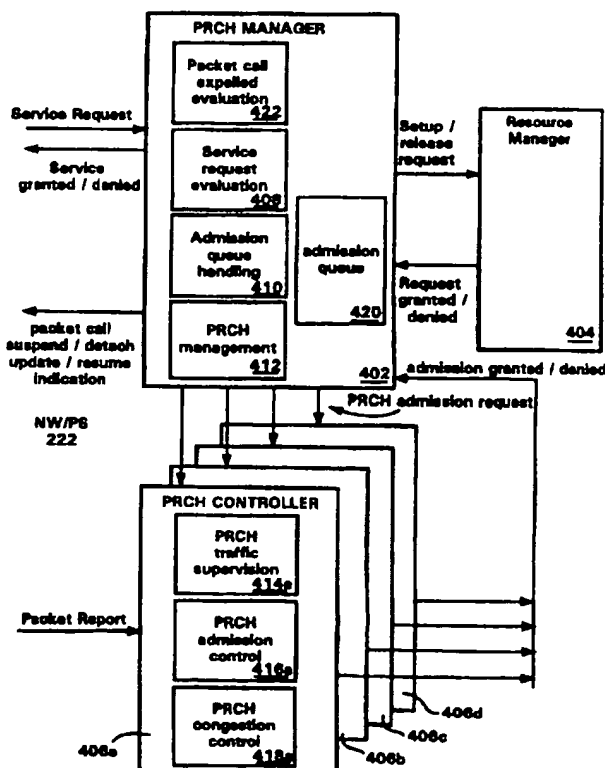 PRCH MANAGER
Packet call
expelled
evaluation
422
Service Request
Service
granted / denied
Service
request
evaluation
408
Admission
queue
handling
410
admission
queue
420
PRCH
management
412
402
Setup /
release
request
Resource
Manager
Request
granted /
denied
404
packet call
suspend / detach
update / resume
indication
admission granted / denied
PRCH admission request
NW/PS
222
PRCH CONTROLLER
PRCH
traffic
supervision
414a
Packet Report
PRCH
admission
control
416a
PRCH
congestion
control
418a
406a
406b
406c
406d